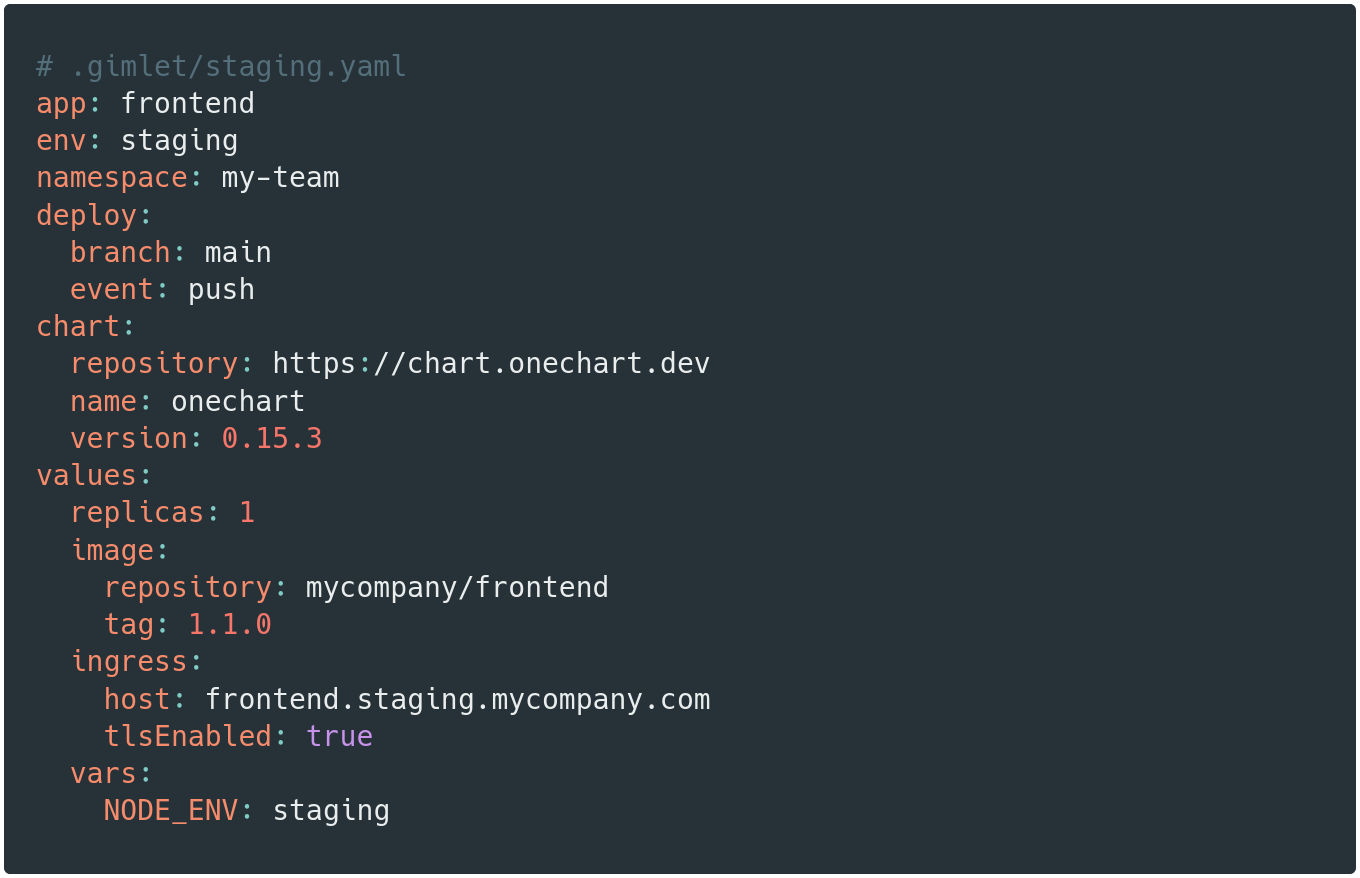 # .gimlet/staging.yaml
app: frontend
env: staging
namespace: my-team
deploy:
  branch: main
  event: push
chart:
  repository: https://chart.onechart.dev
  name: onechart
  version: 0.15.3
values:
  replicas: 1
  image:
    repository: mycompany/frontend
    tag: 1.1.0
  ingress:
    host: frontend.staging.mycompany.com
    tlsEnabled: true
  vars:
    NODE_ENV: staging